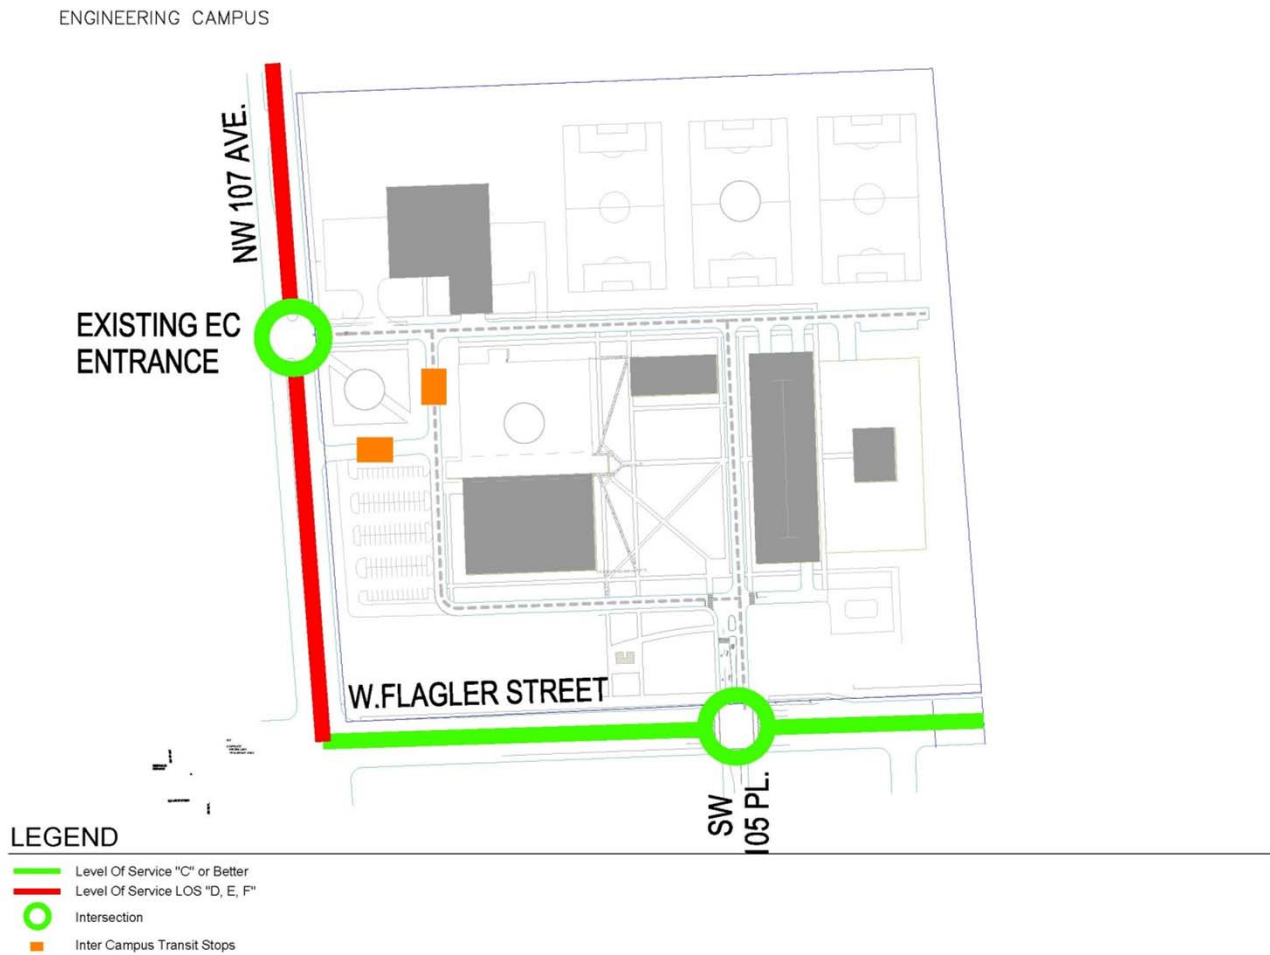 ENGINEERING CAMPUS
NW 107 AVE.
EXISTING EC
ENTRANCE
W.FLAGLER STREET
SW
105 PL.
LEGEND
Level Of Service "C" or Better
Level Of Service LOS "D, E, F"
Intersection
Inter Campus Transit Stops